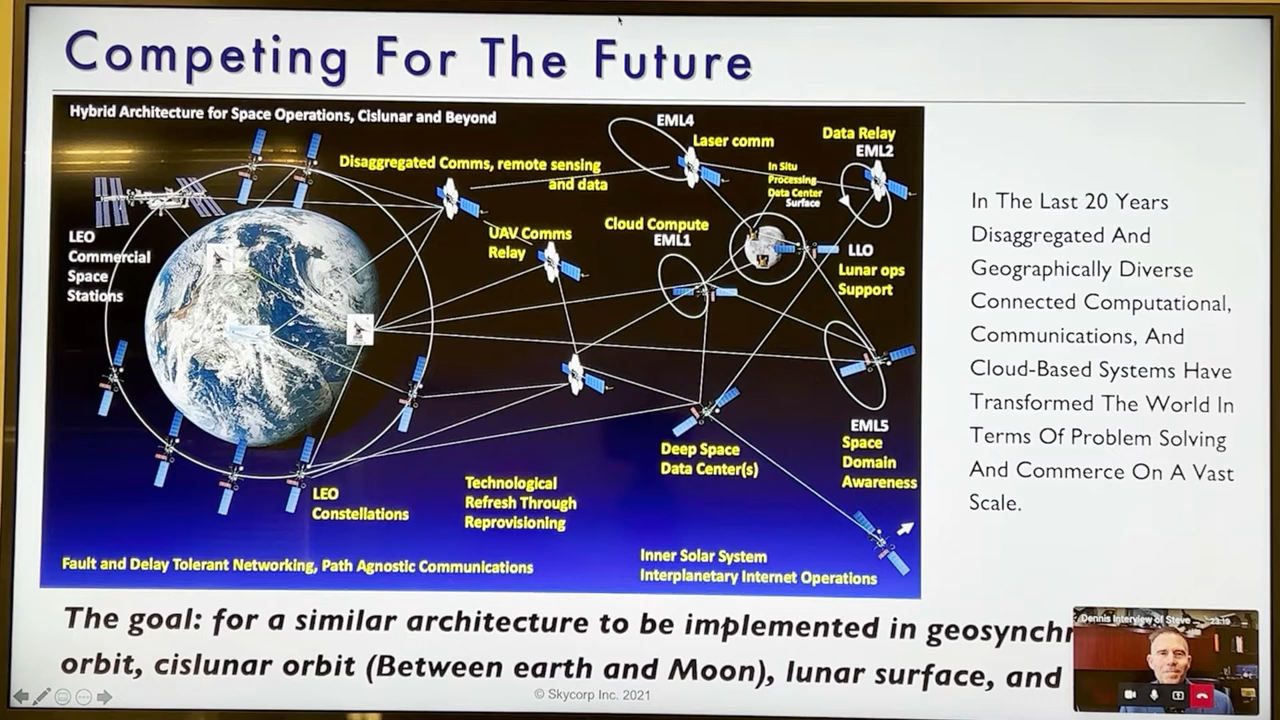 Competing For The Future
Hybrid Architecture for Space Operations, Cislunar and Beyond
EML4
Laser comm
Data Relay
EML2
Disaggregated Comms, remote sensing
and data
In Situ
Processing
Data Center
Surface
LEO
Commercial
Space
Stations
UAV Comms
Relay
Cloud Compute
EML1
LLO
Lunar ops
Support
EML5
Space
Domain
Awareness
Deep Space
Data Center(s)
LEO
Constellations
Technological
Refresh Through
Reprovisioning
Fault and Delay Tolerant Networking, Path Agnostic Communications
Inner Solar System
Interplanetary Internet Operations
In The Last 20 Years
Disaggregated And
Geographically Diverse
Connected Computational,
Communications, And
Cloud-Based Systems Have
Transformed The World In
Terms Of Problem Solving
And Commerce On A Vast
Scale.
The goal: for a similar architecture to be implemented in geosynchr
orbit, cislunar orbit (Between earth and Moon), lunar surface, and
© Skycorp Inc. 2021
Dennis Interview of Steve
23:19